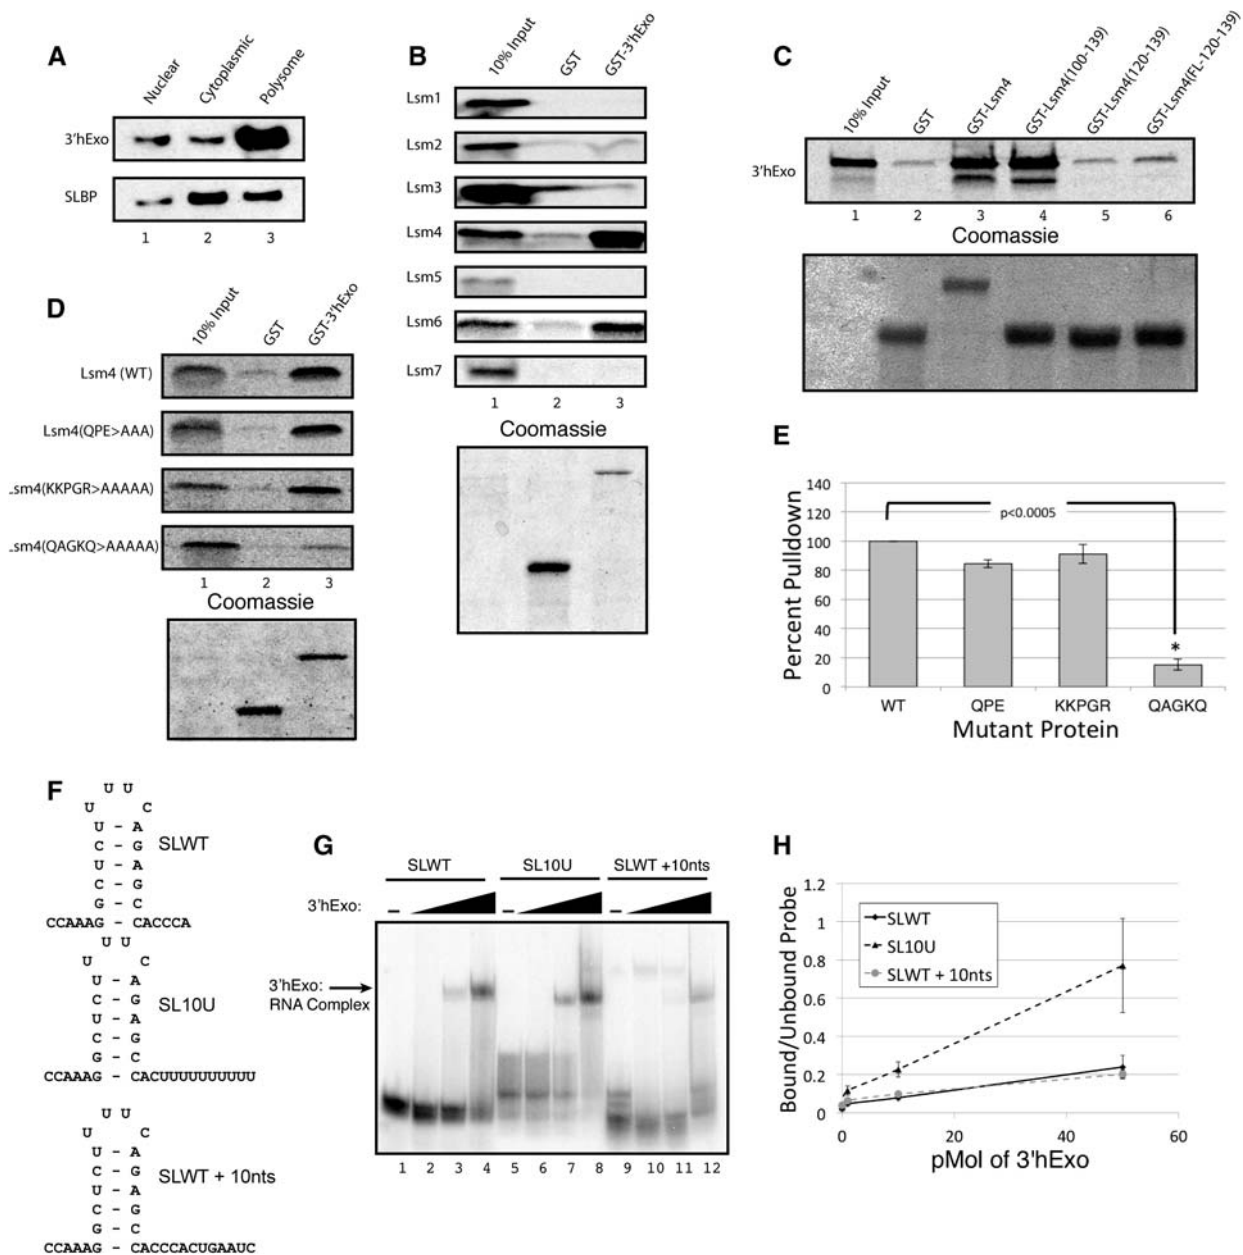 A
Nuclear
Cytoplasmic
Polysome
3'hExo
SLBP
1 2 3
B
10% Input
GST
GST-3'hExo
Lsm1
Lsm2
Lsm3
Lsm4
Lsm5
Lsm6
Lsm7
1 2 3
Coomassie
C
10% Input
GST
GST-Lsm4
GST-Lsm4(100-139)
GST-Lsm4(120-139)
GST-Lsm4(FL-120-139)
3'hExo
1 2 3 4 5 6
Coomassie
D
10% Input
GST
GST-3'hExo
Lsm4 (WT)
Lsm4(QPE>AAA)
.sm4(KKPGR>AAAAA)
.sm4(QAGKQ>AAAAA)
1 2 3
Coomassie
E
140
120
100
80
60
40
20
0
Percent Pulldown
p<0.0005
*
WT QPE KKPGR QAGKQ
Mutant Protein
F
U U
U C
U - A
U - G
C - A SLWT
U - G
C - A
G - C
CCAAAG - CACCCA
U U
U C
U A
U - G
C - A SL10U
U - G
C - A
G - C
CCAAAG - CACUUUUUUUUUU
U U
U C
U - A
U - G
C - A SLWT + 10nts
U - G
C - A
G - C
CCAAAG - CACCCACUGAAUC
G
SLWT SL10U SLWT +10nts
3'hExo: – – –
3'hExo:
RNA Complex
1 2 3 4 5 6 7 8 9 10 11 12
H
1.2
1
0.8
0.6
0.4
0.2
0
Bound/Unbound Probe
SLWT
SL10U
SLWT + 10nts
0 20 40 60
pMol of 3'hExo